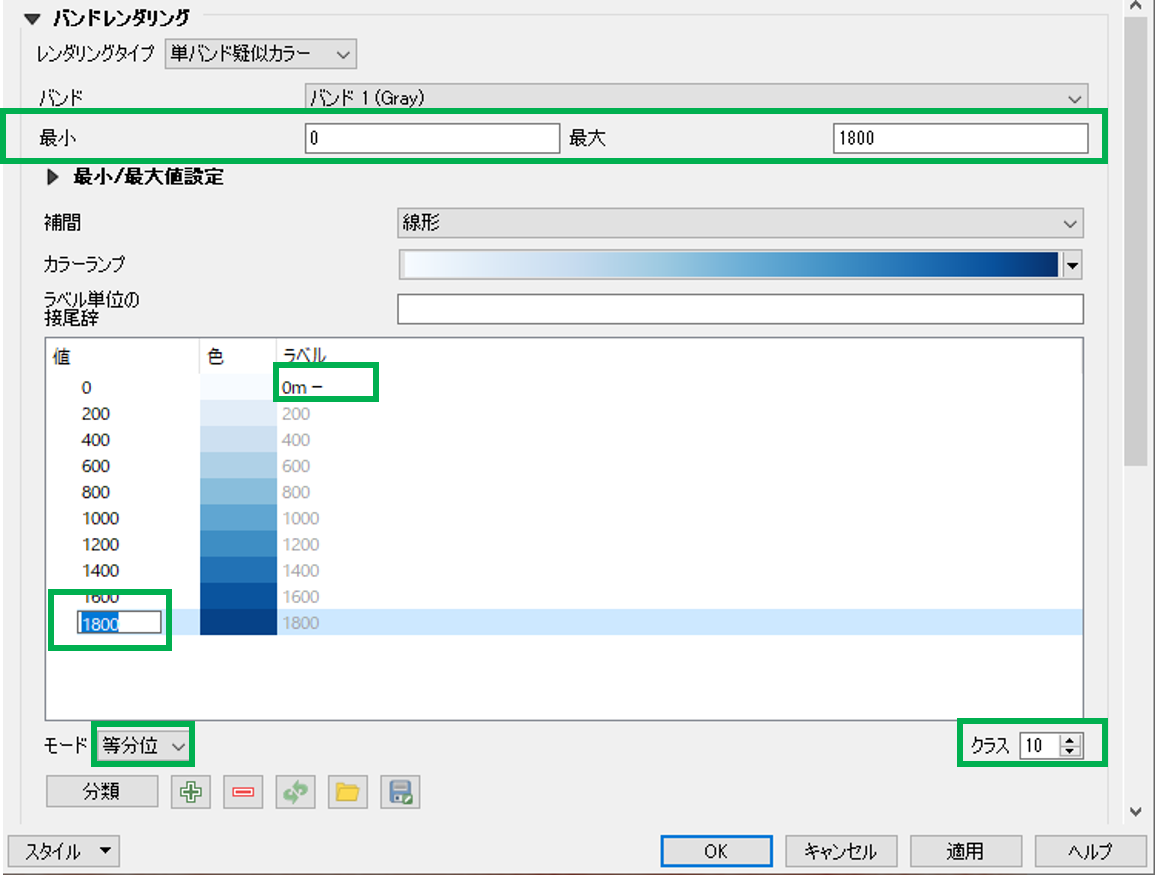 バンドレンダリング
レンダリングタイプ 単バンド疑似カラー
バンド バンド 1 (Gray)
最小 0 最大 1800
最小/最大値設定
補間 線形
カラーランプ
ラベル単位の
接尾辞
値 色 ラベル
0 0m −
200 200
400 400
600 600
800 800
1000 1000
1200 1200
1400 1400
1600 1600
1800 1800
モード 等分位 クラス 10
分類
スタイル OK キャンセル 適用 ヘルプ